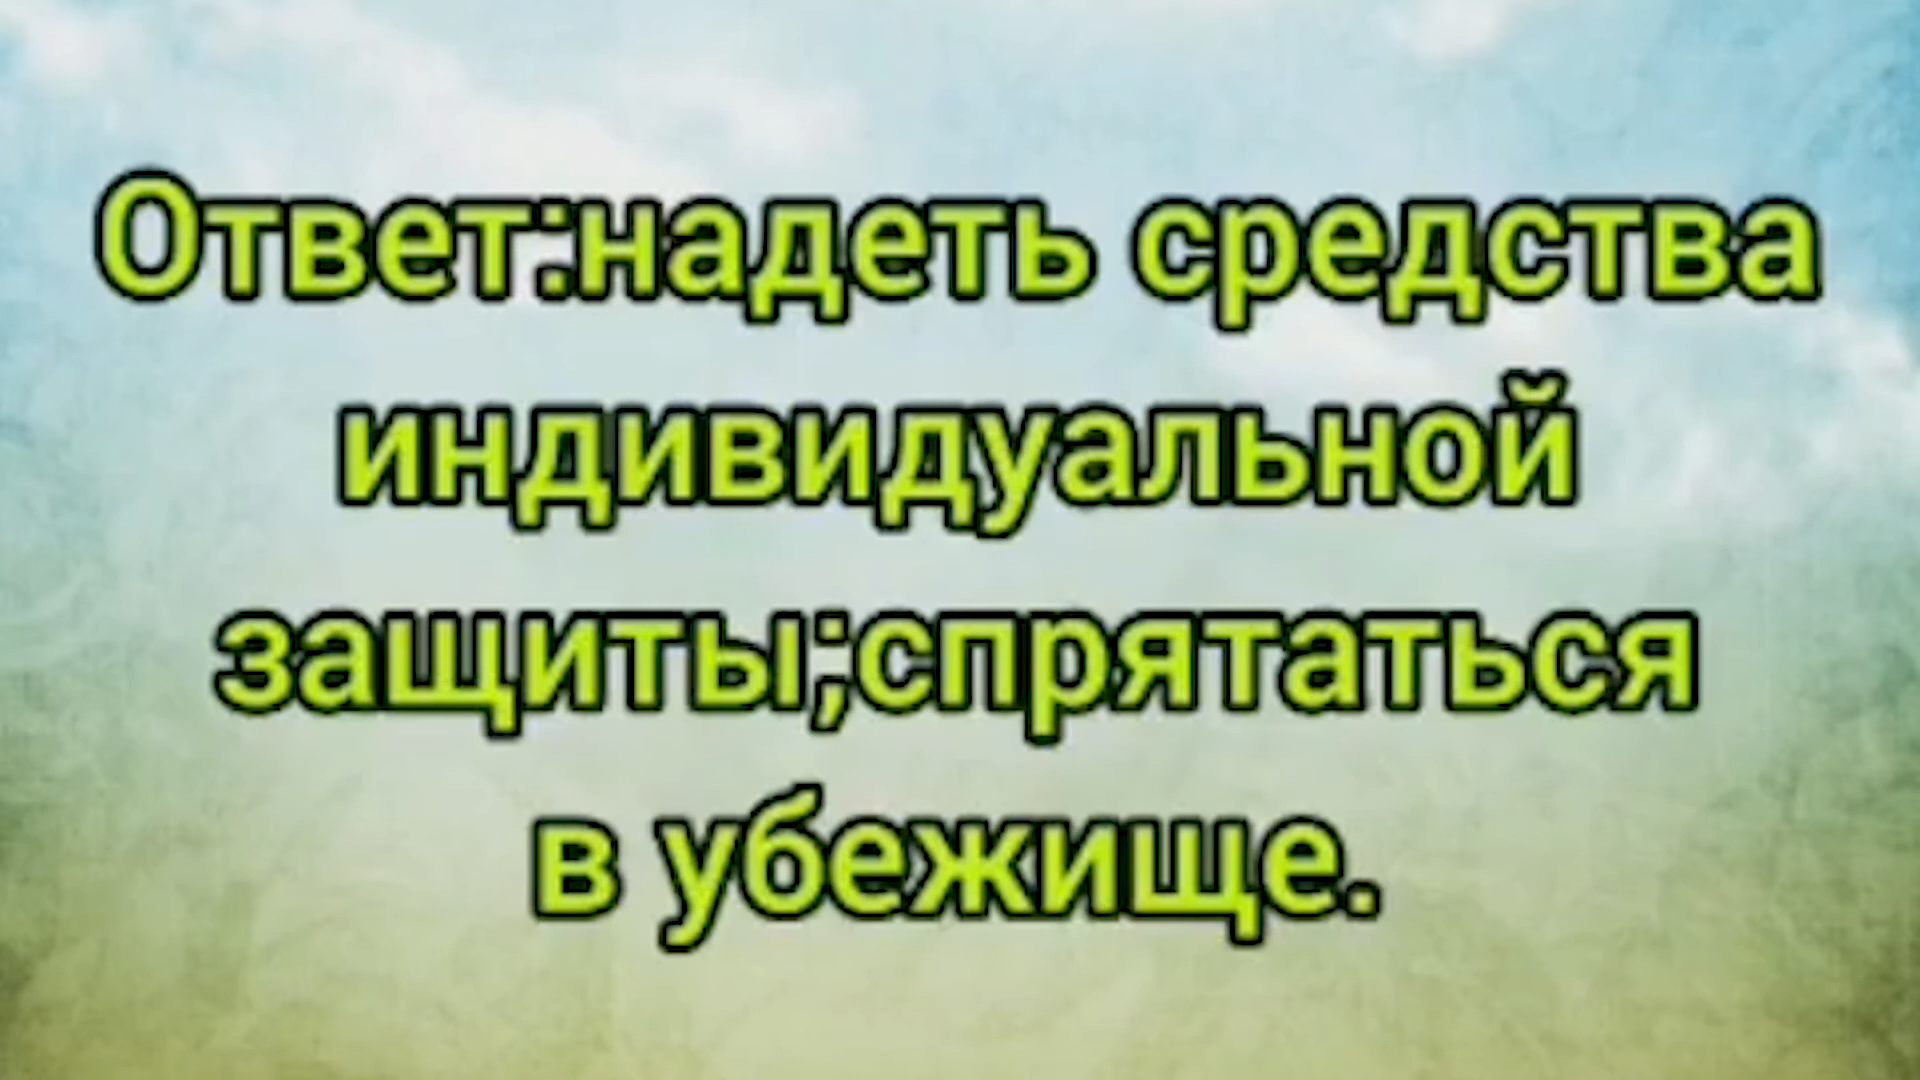 Ответ:надеть средства
индивидуальной
защиты;спрятаться
в убежище.